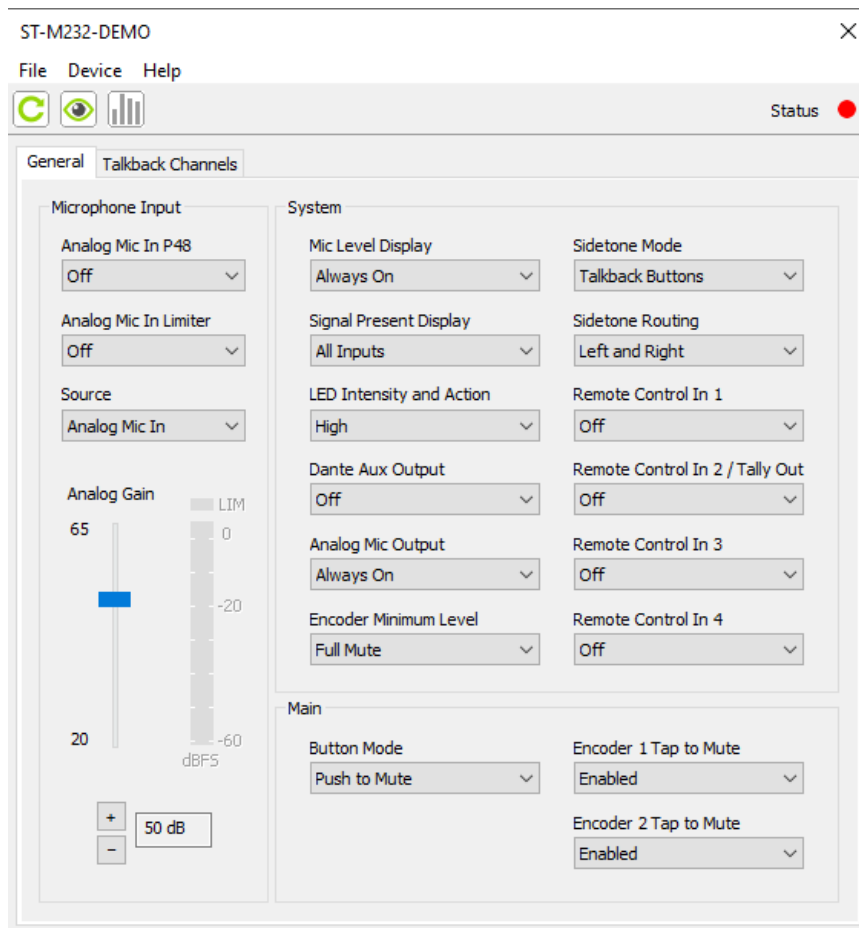 ST-M232-DEMO
File Device Help
Status
General Talkback Channels
Microphone Input
Analog Mic In P48
Off
Analog Mic In Limiter
Off
Source
Analog Mic In
Analog Gain
65
20
LIM
0
-20
-60
dBFS
+
−
50 dB
System
Mic Level Display
Always On
Signal Present Display
All Inputs
LED Intensity and Action
High
Dante Aux Output
Off
Analog Mic Output
Always On
Encoder Minimum Level
Full Mute
Sidetone Mode
Talkback Buttons
Sidetone Routing
Left and Right
Remote Control In 1
Off
Remote Control In 2 / Tally Out
Off
Remote Control In 3
Off
Remote Control In 4
Off
Main
Button Mode
Push to Mute
Encoder 1 Tap to Mute
Enabled
Encoder 2 Tap to Mute
Enabled